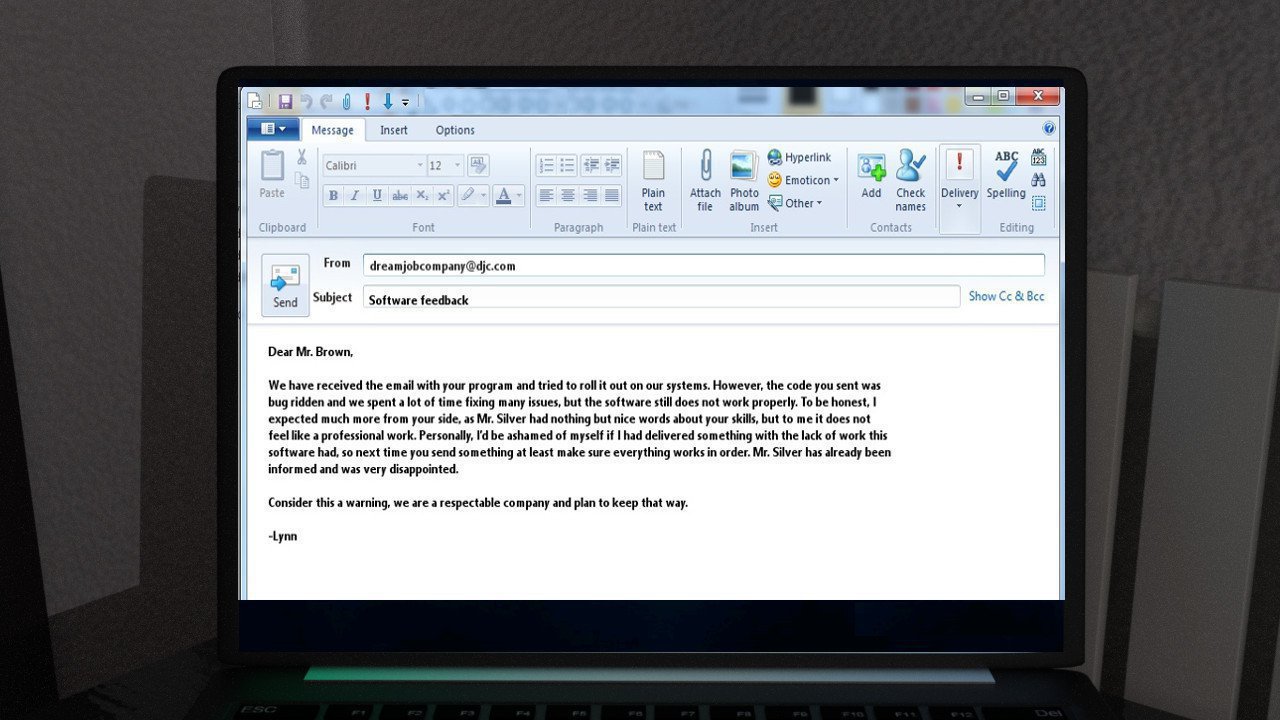 Message Insert Options
Calibri 12
ABC
Paste
B I U abc X₂ X² A
Plain text
Attach file
Photo album
Hyperlink
Emoticon
Other
Add
Check names
Delivery
Spelling
Clipboard Font Paragraph Plain text Insert Contacts Editing
From dreamjobcompany@djc.com
Send
Subject Software feedback Show Cc & Bcc
Dear Mr. Brown,
We have received the email with your program and tried to roll it out on our systems. However, the code you sent was
bug ridden and we spent a lot of time fixing many issues, but the software still does not work properly. To be honest, I
expected much more from your side, as Mr. Silver had nothing but nice words about your skills, but to me it does not
feel like a professional work. Personally, I'd be ashamed of myself if I had delivered something with the lack of work this
software had, so next time you send something at least make sure everything works in order. Mr. Silver has already been
informed and was very disappointed.
Consider this a warning, we are a respectable company and plan to keep that way.
-Lynn
ESC F1 F2 F3 F4 F5 F6 F7 F8 F9 F10 F11 F12 Del